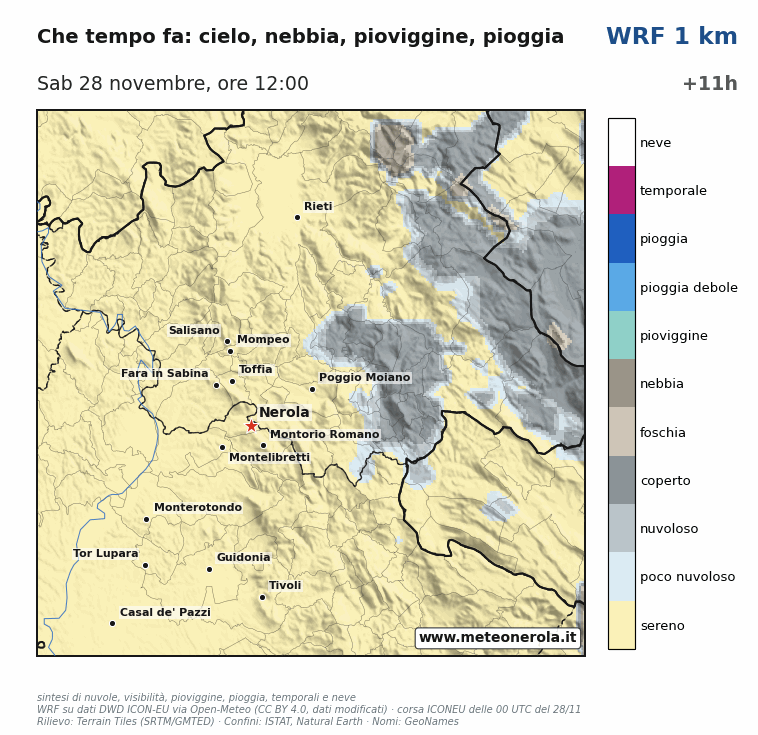 Che tempo fa: cielo, nebbia, pioviggine, pioggia
WRF 1 km
Sab 28 novembre, ore 12:00
+11h
neve
temporale
pioggia
pioggia debole
pioviggine
nebbia
foschia
coperto
nuvoloso
poco nuvoloso
sereno
Rieti
Salisano
Mompeo
Fara in Sabina
Toffia
Poggio Moiano
Nerola
Montorio Romano
Montelibretti
Monterotondo
Tor Lupara
Guidonia
Tivoli
Casal de' Pazzi
www.meteonerola.it
sintesi di nuvole, visibilità, pioviggine, pioggia, temporali e neve
WRF su dati DWD ICON-EU via Open-Meteo (CC BY 4.0, dati modificati) · corsa ICONEU delle 00 UTC del 28/11
Rilievo: Terrain Tiles (SRTM/GMTED) · Confini: ISTAT, Natural Earth · Nomi: GeoNames